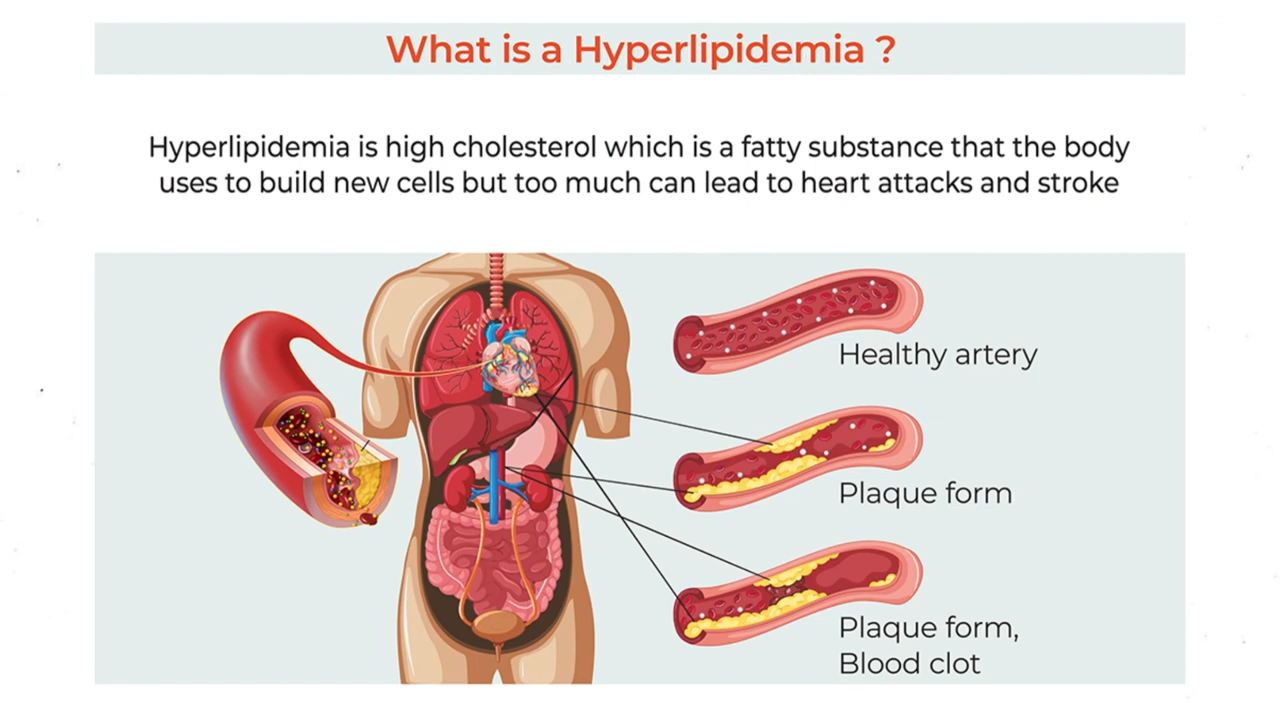 What is a Hyperlipidemia ?
Hyperlipidemia is high cholesterol which is a fatty substance that the body
uses to build new cells but too much can lead to heart attacks and stroke
Healthy artery
Plaque form
Plaque form,
Blood clot